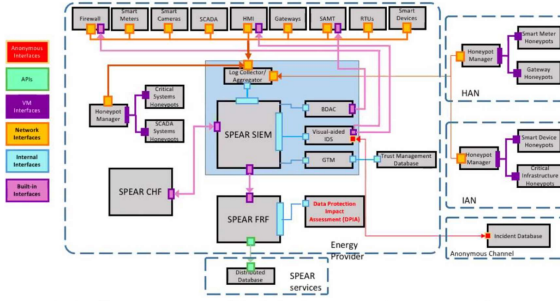 Anonymous
Interfaces
APIs
VM
Interfaces
Network
Interfaces
Internal
Interfaces
Built-in
Interfaces
Firewall
Smart
Meters
Smart
Cameras
SCADA
HMI
Gateways
SAMT
RTUs
Smart
Devices
Log Collector/
Aggregator
Honeypot
Manager
Critical
Systems
Honeypots
SCADA
Systems
Honeypots
SPEAR SIEM
BDAC
Visual-aided
IDS
GTM
Trust Management
Database
SPEAR CHF
SPEAR FRF
Data Protection
Impact
Assessment (DPIA)
Energy
Provider
Distributed
Database
SPEAR
services
Honeypot
Manager
Smart Meter
Honeypots
Gateway
Honeypots
HAN
Honeypot
Manager
Smart Device
Honeypots
Critical
Infrastructure
Honeypots
IAN
Incident Database
Anonymous Channel